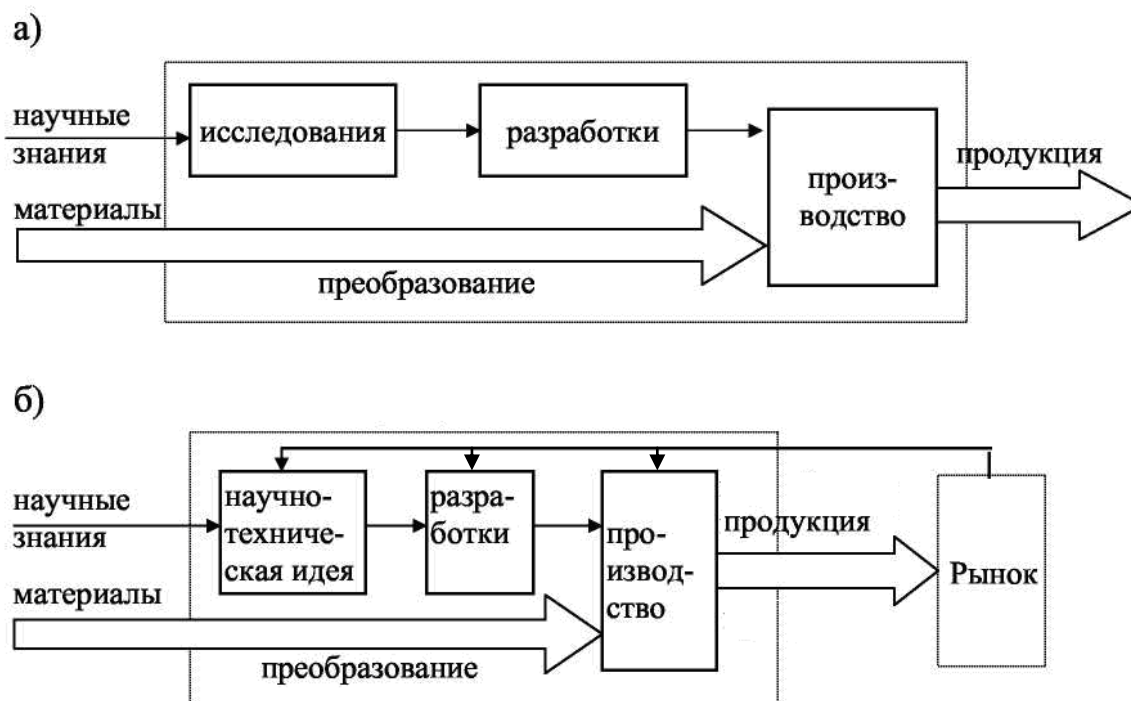 а)
научные
знания
исследования
разработки
произ-
водство
продукция
материалы
преобразование
б)
научные
знания
научно-
техниче-
ская идея
разра-
ботки
про-
извод-
ство
продукция
Рынок
материалы
преобразование